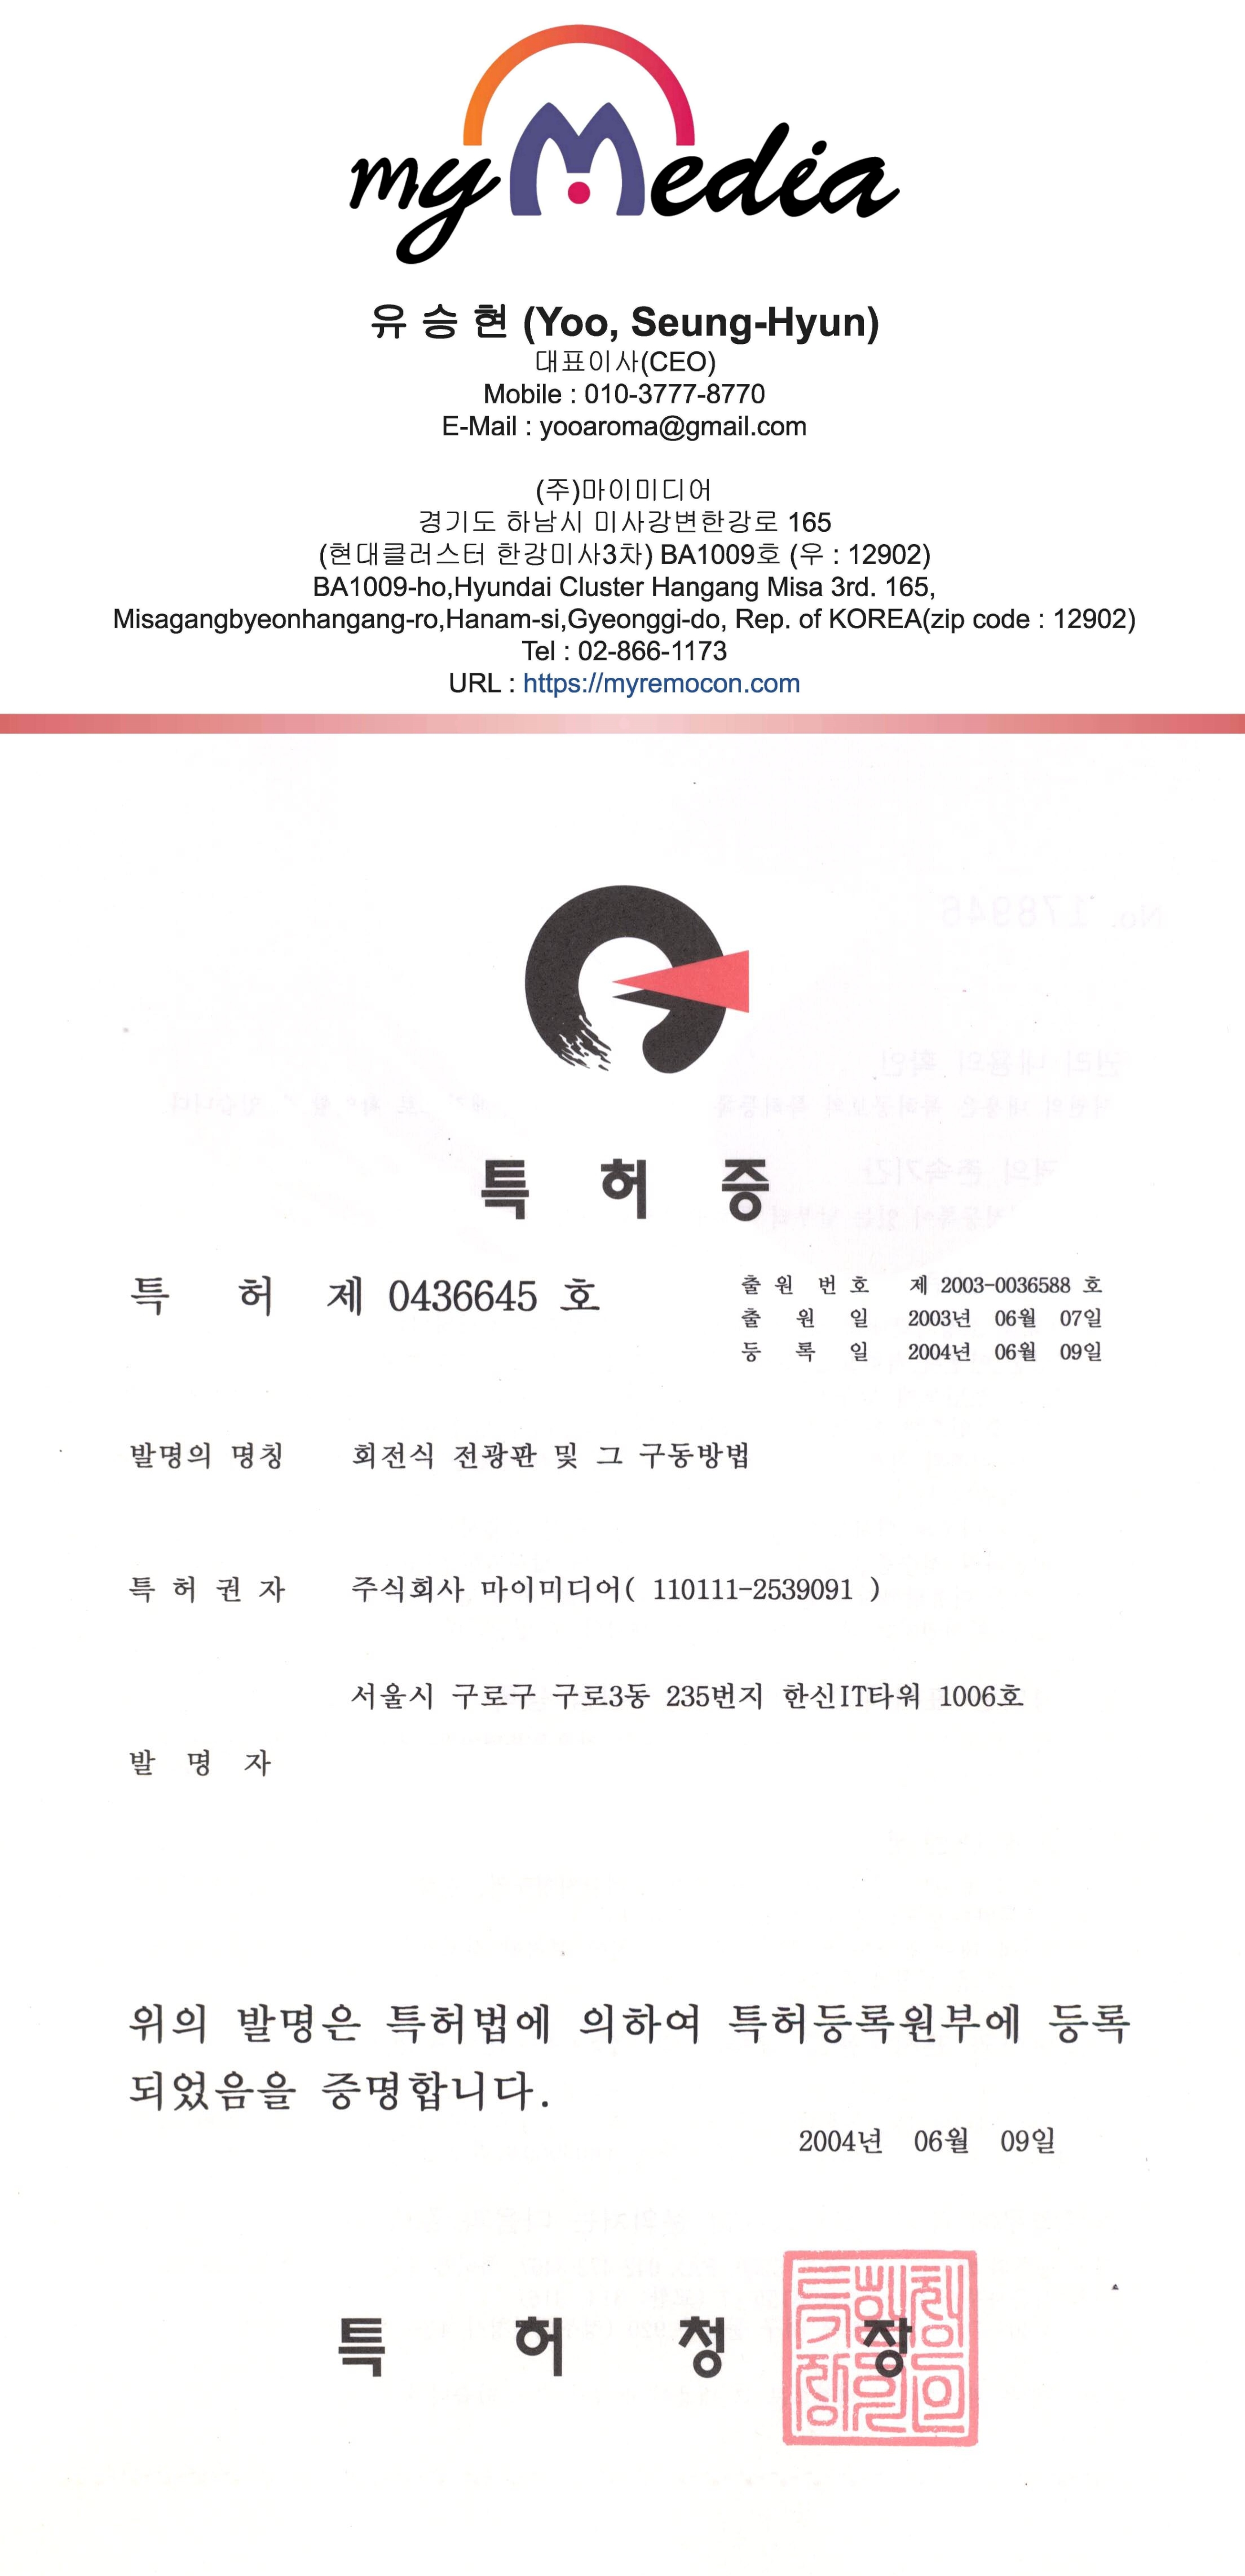 myMedia
유 승 현 (Yoo, Seung-Hyun)
대표이사(CEO)
Mobile : 010-3777-8770
E-Mail : yooaroma@gmail.com
(주)마이미디어
경기도 하남시 미사강변한강로 165
(현대클러스터 한강미사3차) BA1009호 (우 : 12902)
BA1009-ho,Hyundai Cluster Hangang Misa 3rd. 165,
Misagangbyeonhangang-ro,Hanam-si,Gyeonggi-do, Rep. of KOREA(zip code : 12902)
Tel : 02-866-1173
URL : https://myremocon.com
No. 178946
특 허 증
특 허 제 0436645 호
출 원 번 호 제 2003-0036588 호
출 원 일 2003년 06월 07일
등 록 일 2004년 06월 09일
발명의 명칭 회전식 전광판 및 그 구동방법
특 허 권 자 주식회사 마이미디어( 110111-2539091 )
서울시 구로구 구로3동 235번지 한신IT타워 1006호
발 명 자
위의 발명은 특허법에 의하여 특허등록원부에 등록
되었음을 증명합니다.
2004년 06월 09일
특 허 청 장